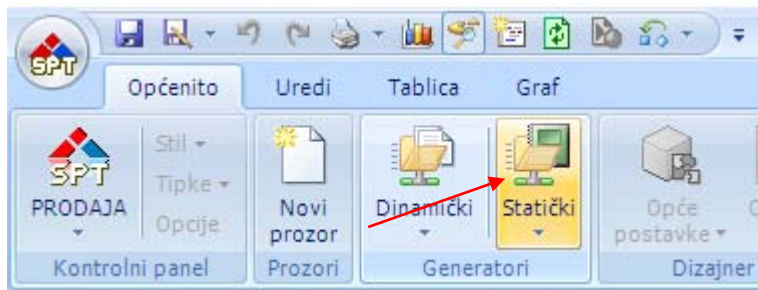 SPT
Općenito Uredi Tablica Graf
SPT
PRODAJA
Stil
Tipke
Opcije
Novi
prozor
Dinamički
Statički
Opće
postavke
Kontrolni panel Prozori Generatori Dizajner